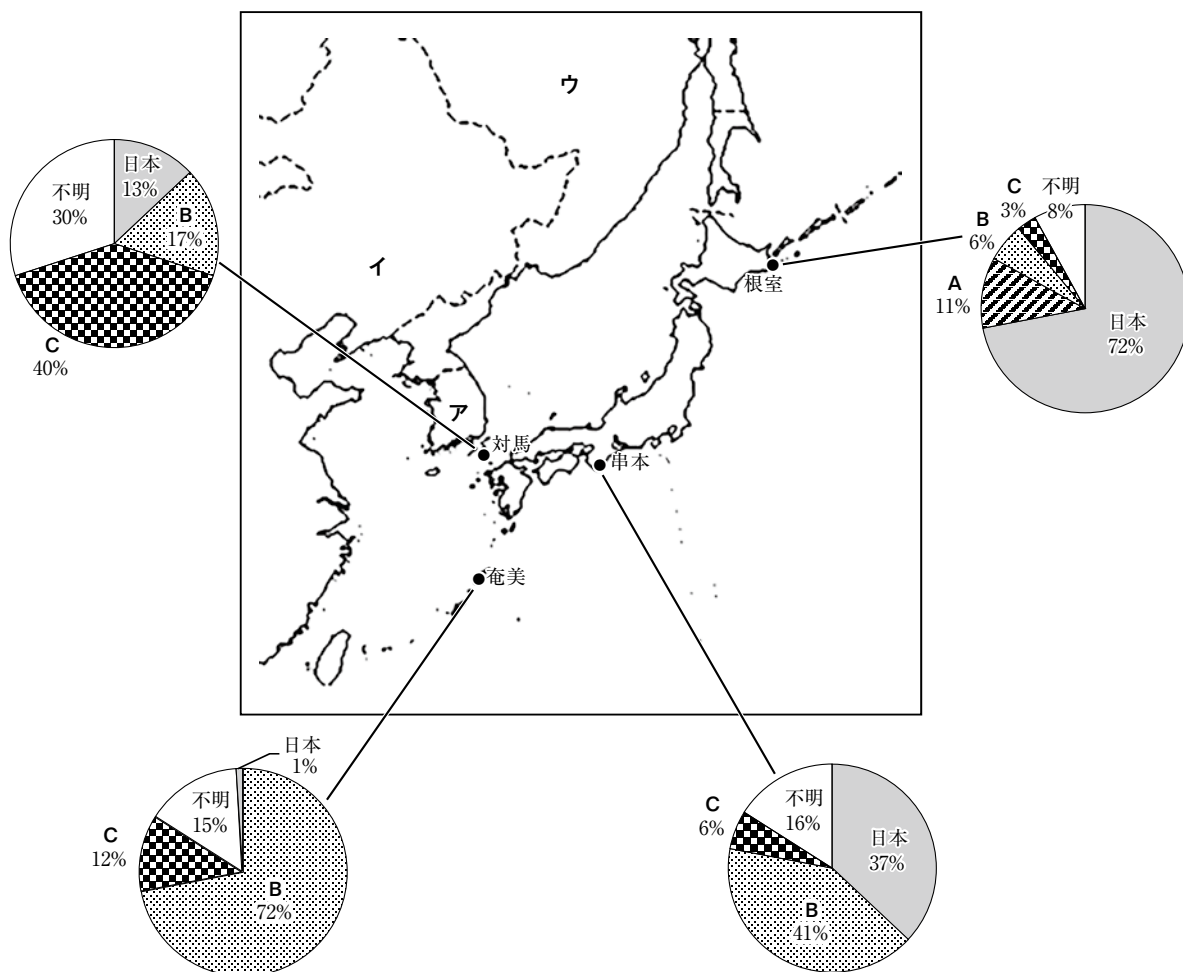 ウ
イ
ア
根室
対馬
串本
奄美
日本
13%
B
17%
C
40%
不明
30%
C
3%
不明
8%
B
6%
A
11%
日本
72%
日本
1%
不明
15%
C
12%
B
72%
不明
16%
C
6%
日本
37%
B
41%